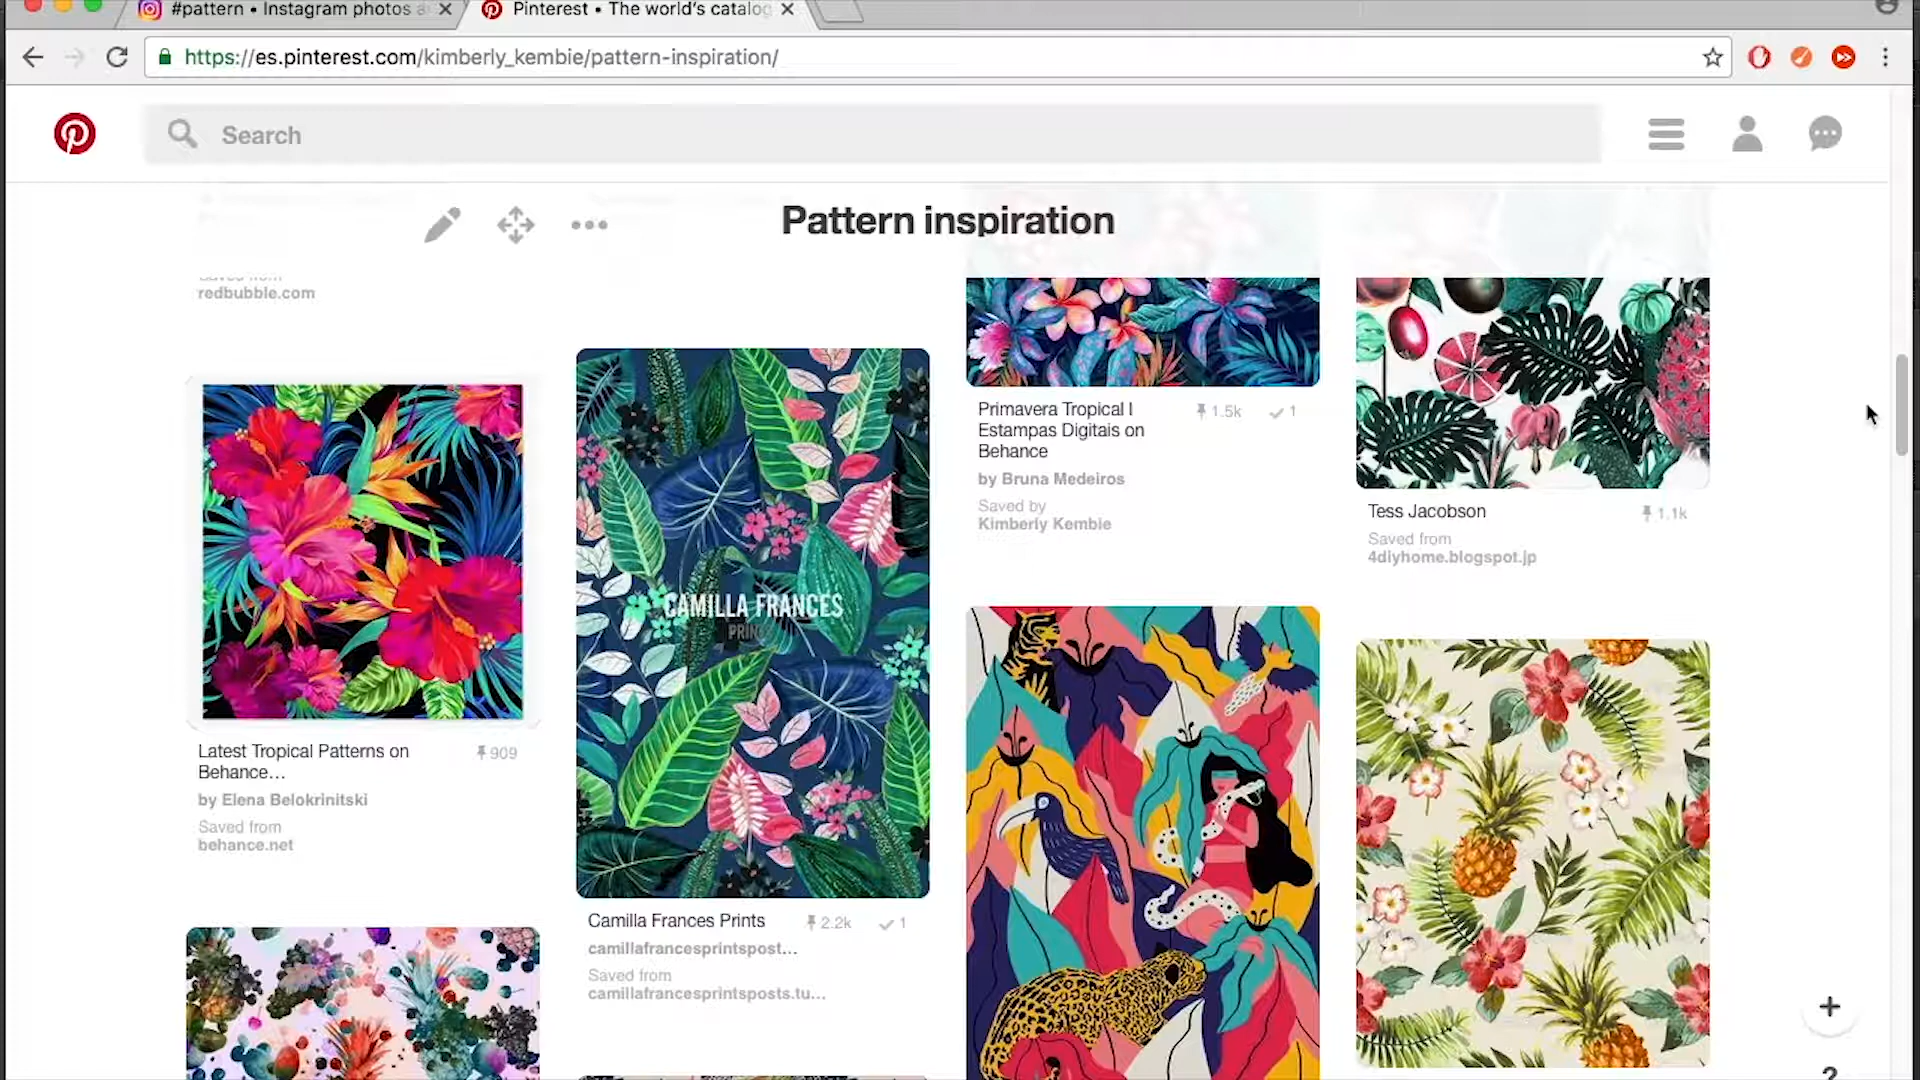 #pattern • Instagram photos a
Pinterest • The world's catalog
https://es.pinterest.com/kimberly_kembie/pattern-inspiration/
Search
Pattern inspiration
Saved from
redbubble.com
Latest Tropical Patterns on
Behance...
909
by Elena Belokrinitski
Saved from
behance.net
CAMILLA FRANCES
PRINTS
Camilla Frances Prints
2.2k
1
camillafrancesprintspost...
Saved from
camillafrancesprintsposts.tu...
Primavera Tropical I
Estampas Digitais on
Behance
1.5k
1
by Bruna Medeiros
Saved by
Kimberly Kembie
Tess Jacobson
1.1k
Saved from
4diyhome.blogspot.jp
+
?